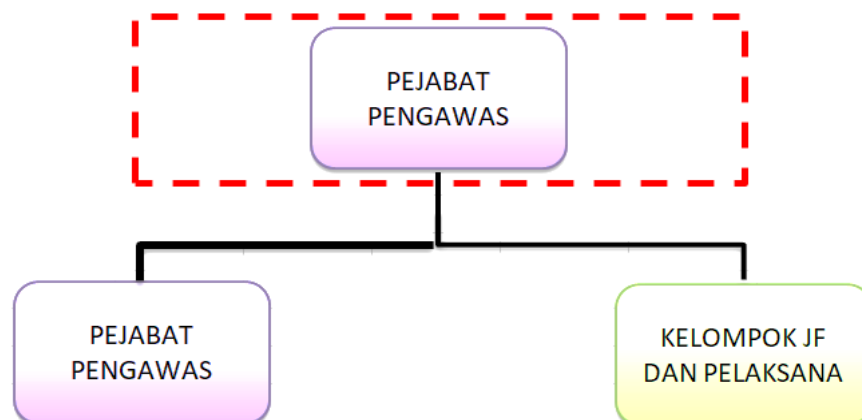 PEJABAT
PENGAWAS
PEJABAT
PENGAWAS
KELOMPOK JF
DAN PELAKSANA